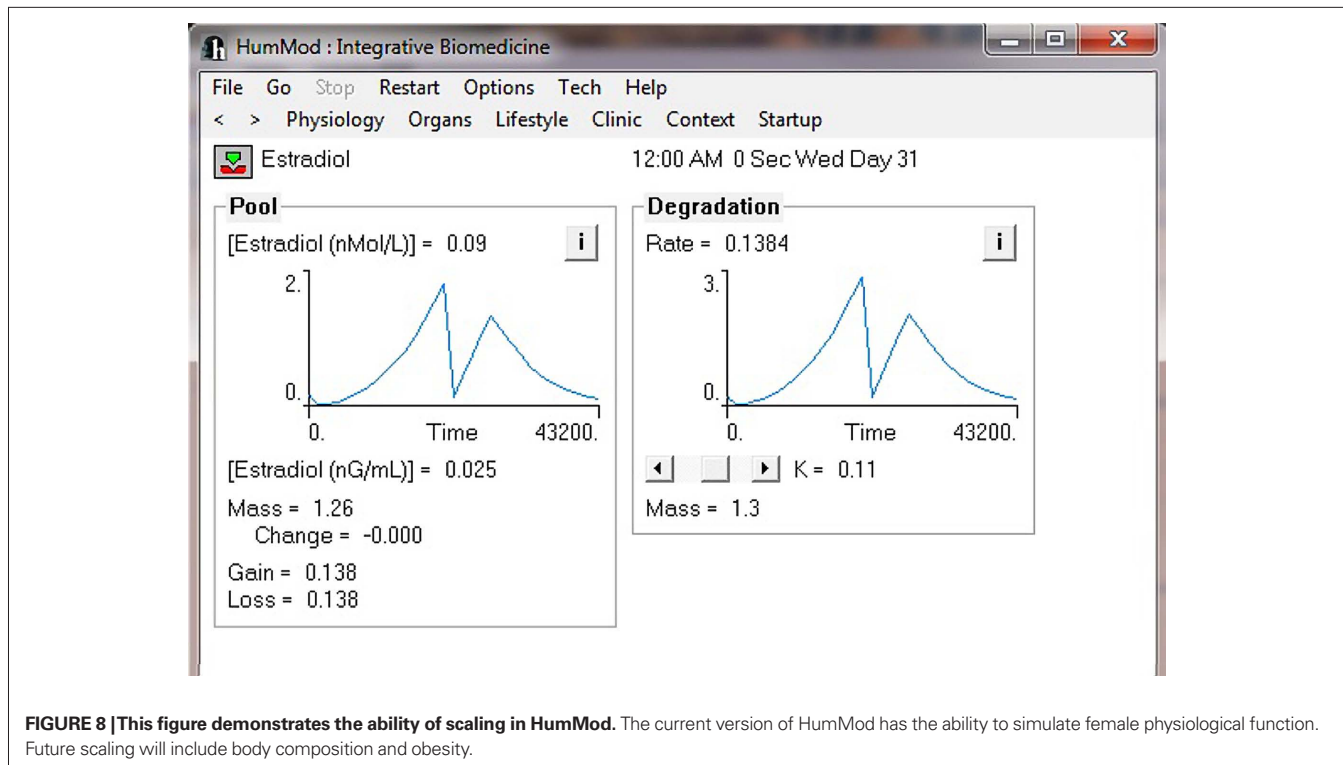 HumMod : Integrative Biomedicine
File Go Stop Restart Options Tech Help
< > Physiology Organs Lifestyle Clinic Context Startup
Estradiol 12:00 AM 0 Sec Wed Day 31
Pool
[Estradiol (nMol/L)] = 0.09 i
2.
0.
0. Time 43200.
[Estradiol (nG/mL)] = 0.025
Mass = 1.26
Change = -0.000
Gain = 0.138
Loss = 0.138
Degradation
Rate = 0.1384 i
3.
0.
0. Time 43200.
K = 0.11
Mass = 1.3
FIGURE 8 | This figure demonstrates the ability of scaling in HumMod. The current version of HumMod has the ability to simulate female physiological function.
Future scaling will include body composition and obesity.